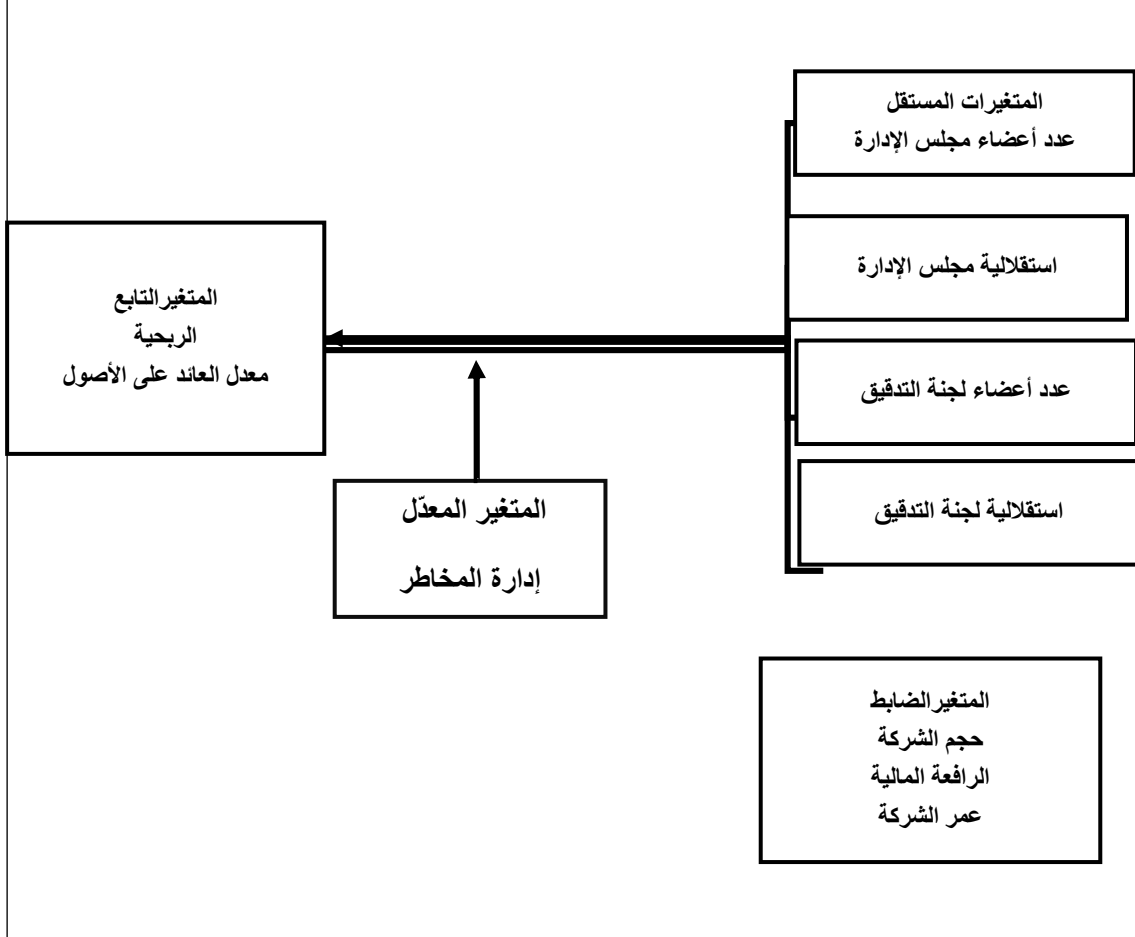 المتغيرات المستقل
عدد أعضاء مجلس الإدارة
استقلالية مجلس الإدارة
عدد أعضاء لجنة التدقيق
استقلالية لجنة التدقيق
المتغيرالتابع
الربحية
معدل العائد على الأصول
المتغير المعدّل
إدارة المخاطر
المتغيرالضابط
حجم الشركة
الرافعة المالية
عمر الشركة